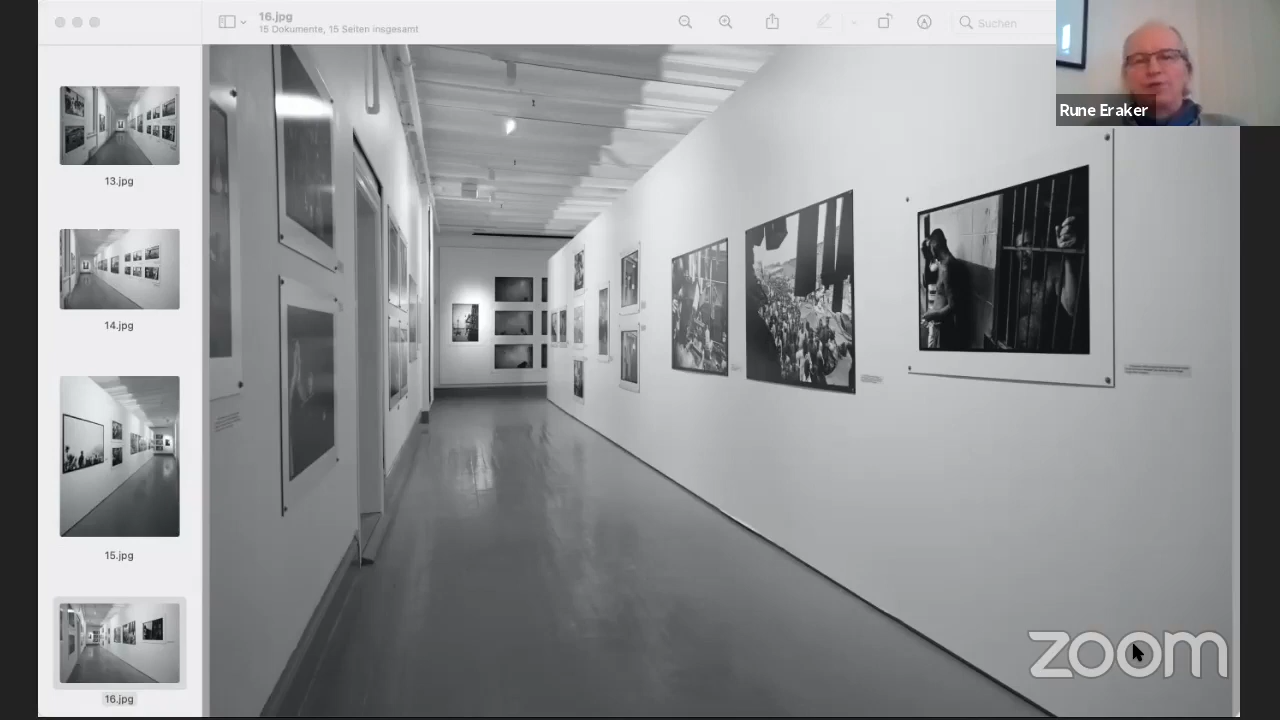 16.jpg
15 Dokumente, 15 Seiten insgesamt
Suchen
Rune Eraker
13.jpg
14.jpg
15.jpg
16.jpg
zoom